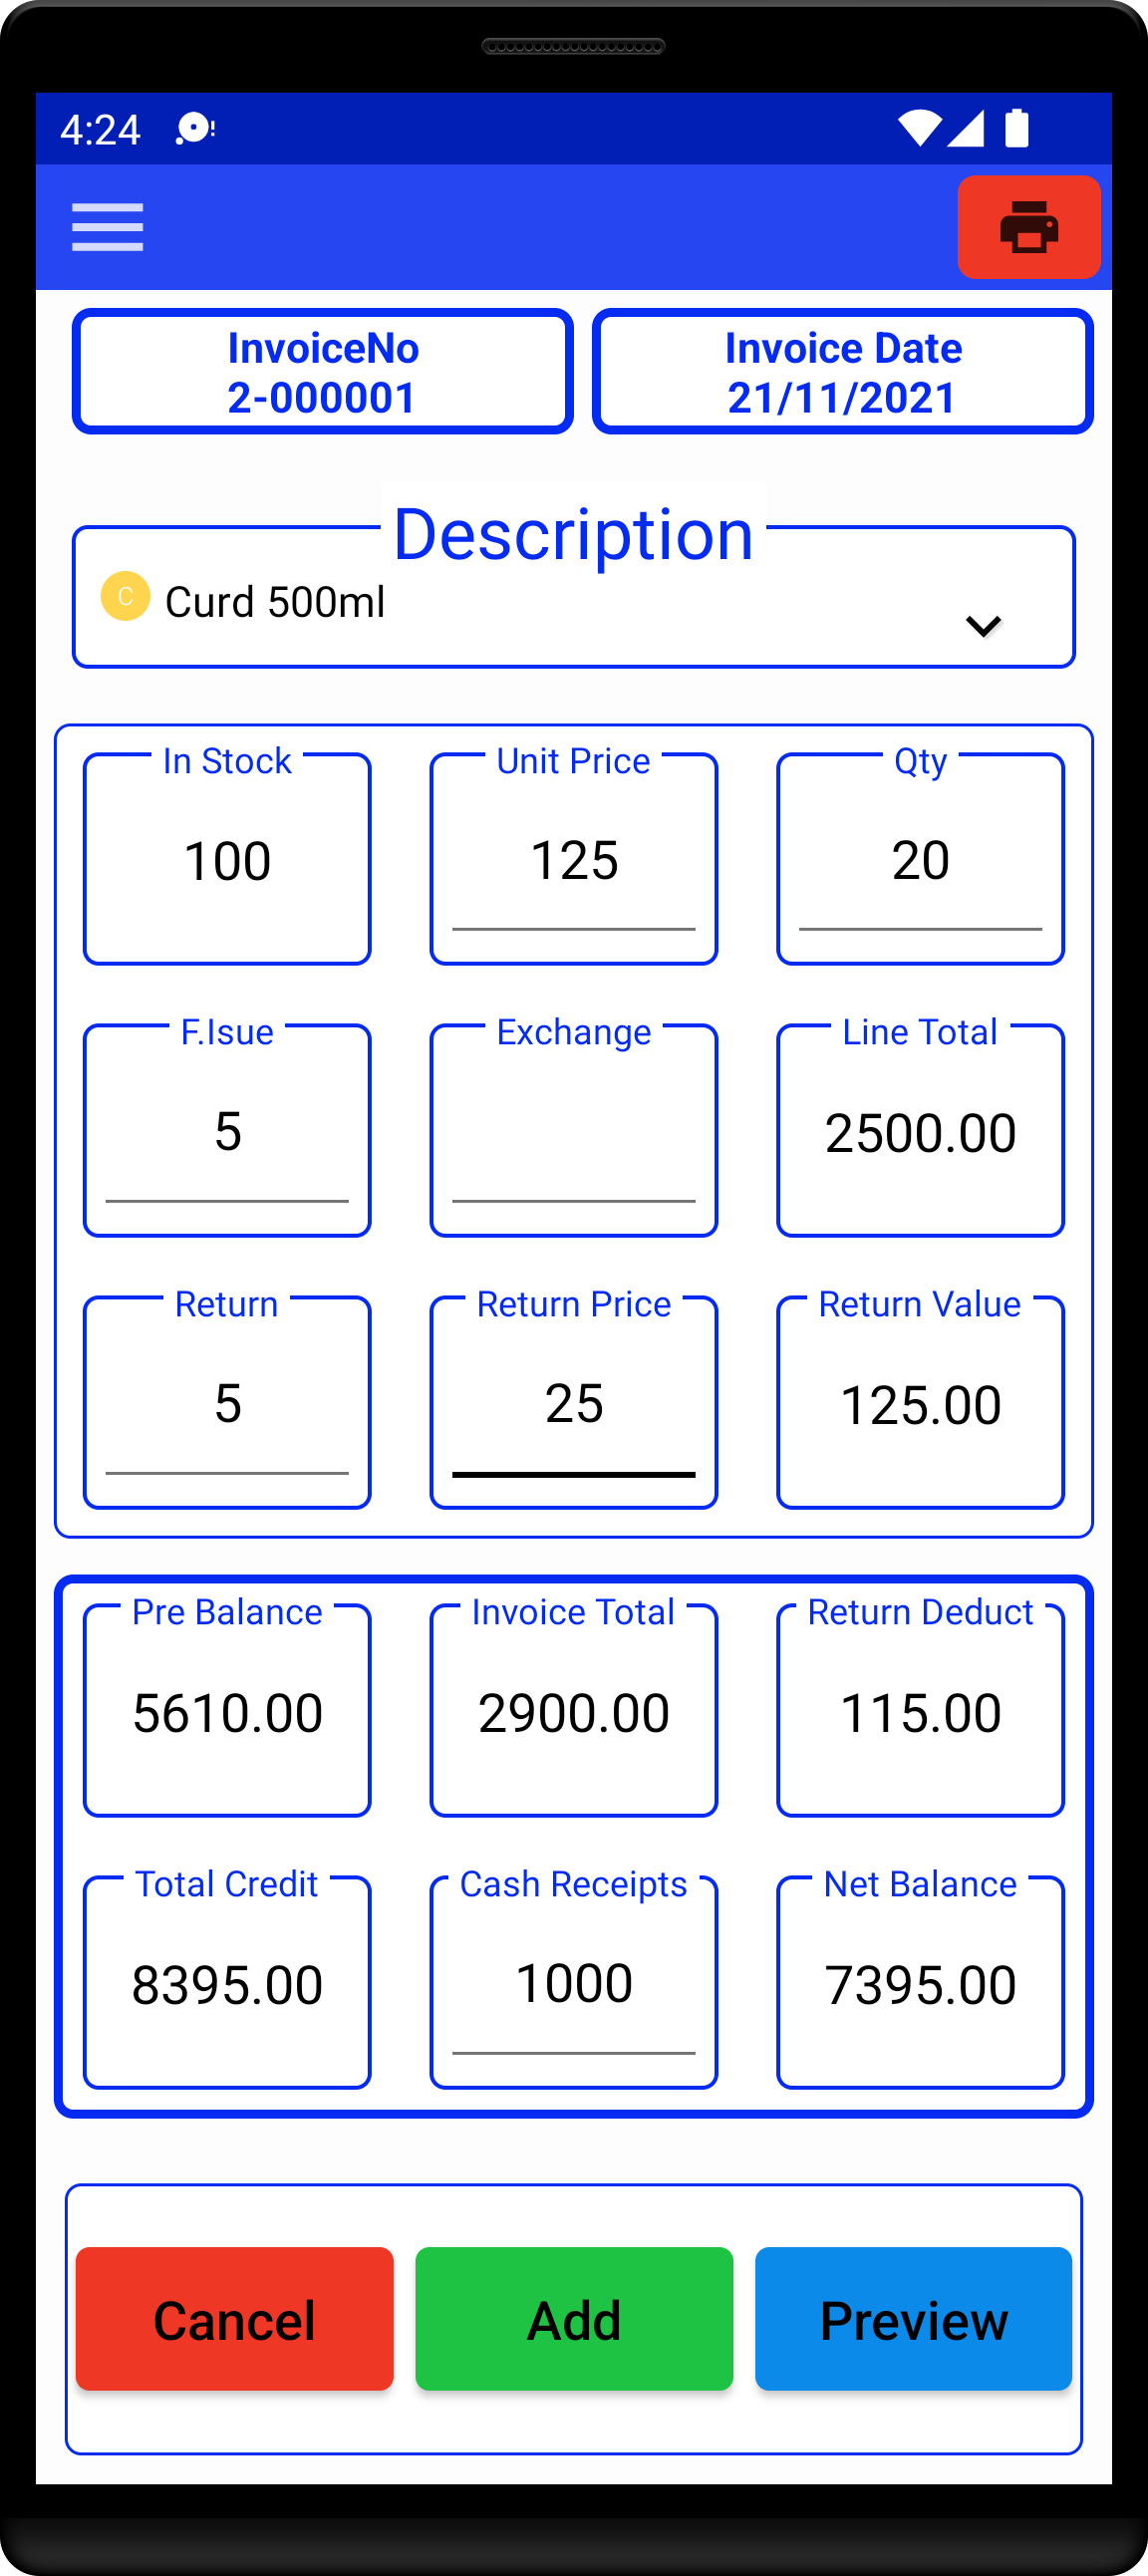 4:24
InvoiceNo
2-000001
Invoice Date
21/11/2021
Description
C Curd 500ml
In Stock
100
Unit Price
125
Qty
20
F.Isue
5
Exchange
Line Total
2500.00
Return
5
Return Price
25
Return Value
125.00
Pre Balance
5610.00
Invoice Total
2900.00
Return Deduct
115.00
Total Credit
8395.00
Cash Receipts
1000
Net Balance
7395.00
Cancel
Add
Preview